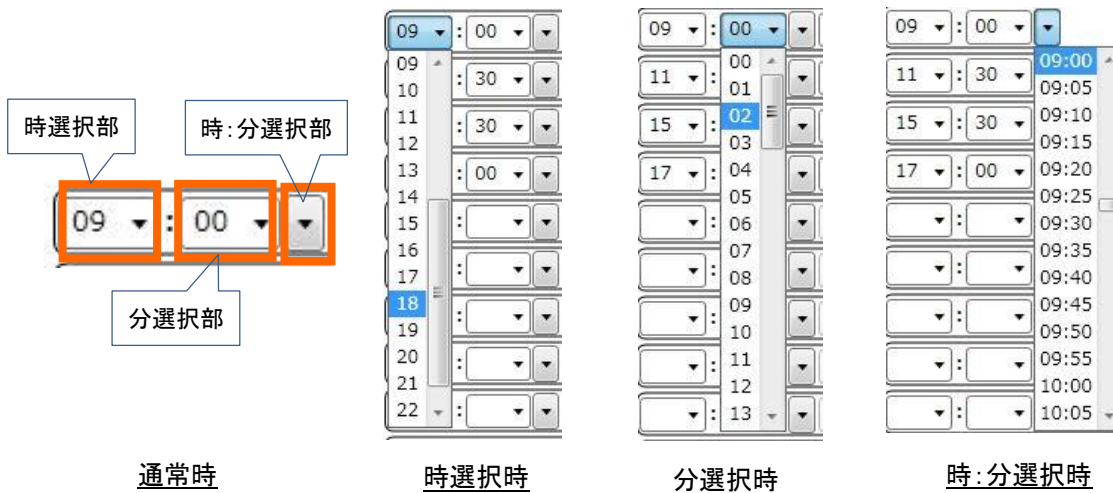 時選択部
時:分選択部
09 ▼ : 00 ▼ ▼
分選択部
通常時
09 ▼ : 00 ▼ ▼
09
10 : 30 ▼ ▼
11
12 : 30 ▼ ▼
13 : 00 ▼ ▼
14
15 : ▼ ▼
16
17 : ▼ ▼
18
19 : ▼ ▼
20 : ▼ ▼
21
22 : ▼ ▼
時選択時
09 ▼ : 00 ▼ ▼
00
11 ▼ : 01 ▼
15 ▼ : 02 ▼
03
17 ▼ : 04 ▼
05
▼ : 06 ▼
07
▼ : 08 ▼
09
▼ : 10 ▼
▼ : 11 ▼
12
▼ : 13 ▼
分選択時
09 ▼ : 00 ▼ ▼
09:00
11 ▼ : 30 ▼ 09:05
09:10
15 ▼ : 30 ▼ 09:15
17 ▼ : 00 ▼ 09:20
09:25
▼ : ▼ 09:30
09:35
▼ : ▼ 09:40
09:45
▼ : ▼ 09:50
▼ : ▼ 09:55
10:00
▼ : ▼ 10:05
時:分選択時